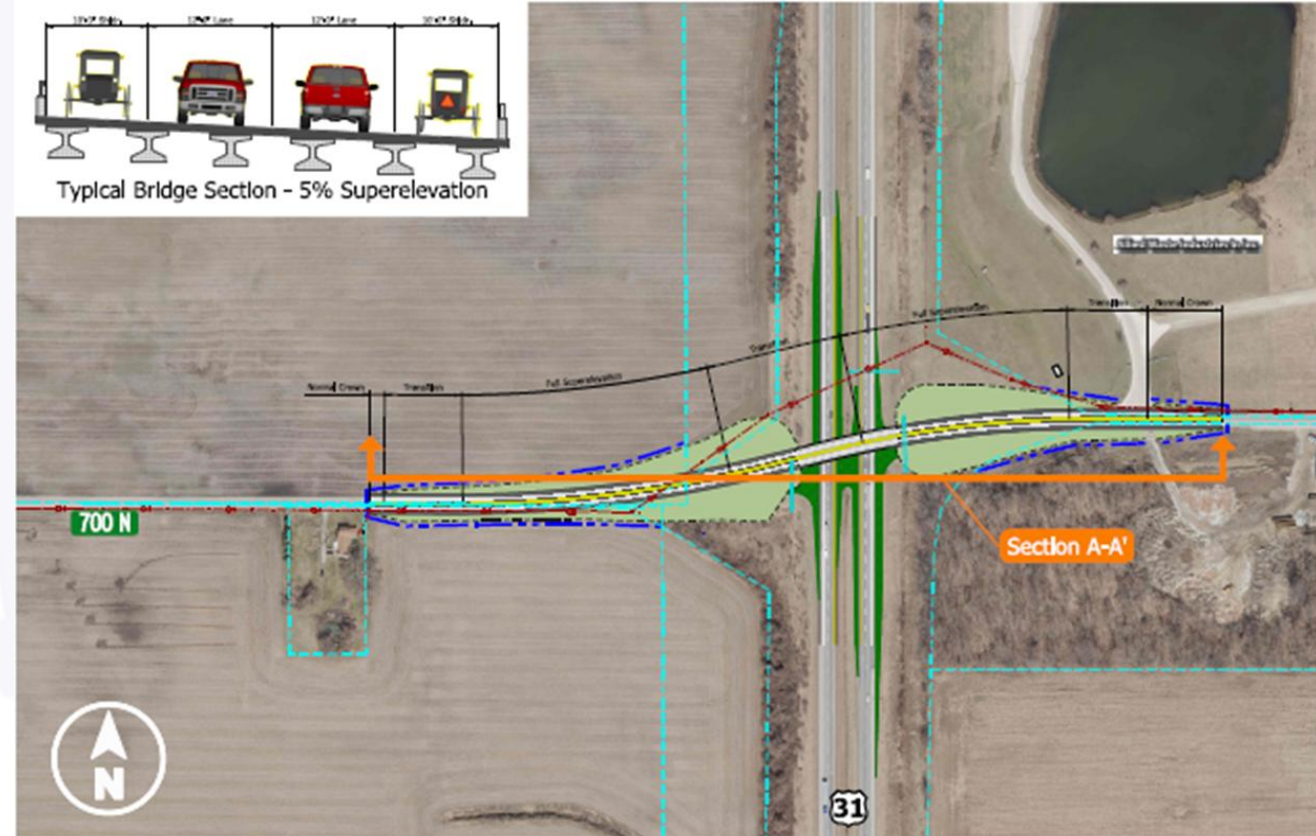 12'-0" Lane
12'-0" Lane
Typical Bridge Section - 5% Superelevation
Full Superelevation
Transition
Normal Crown
Transition
Normal Crown
Transition
Full Superelevation
700 N
Section A-A'
N
31